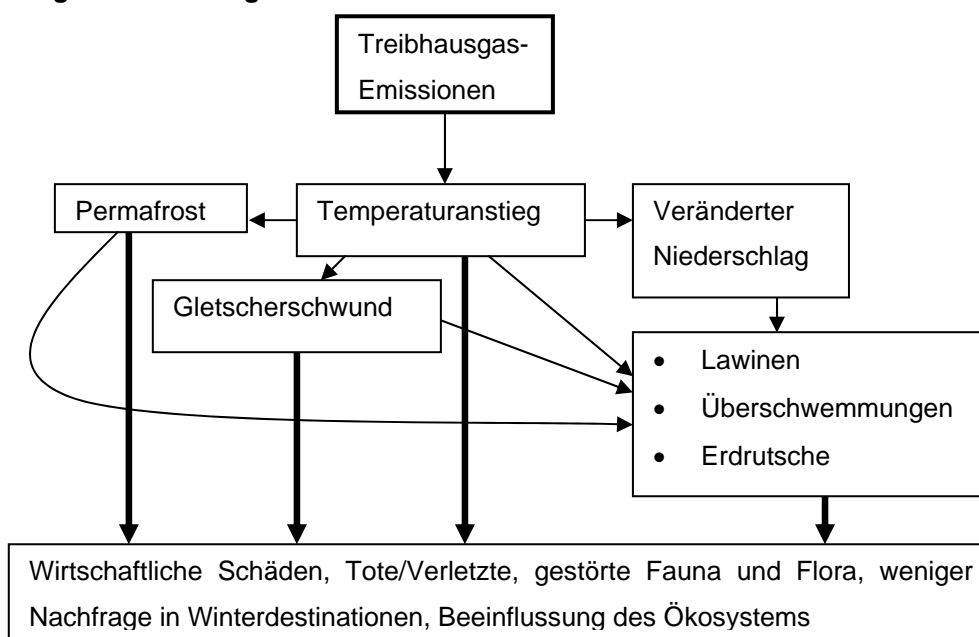 Treibhausgas-
Emissionen
Permafrost
Temperaturanstieg
Veränderter
Niederschlag
Gletscherschwund
• Lawinen
• Überschwemmungen
• Erdrutsche
Wirtschaftliche Schäden, Tote/Verletzte, gestörte Fauna und Flora, weniger
Nachfrage in Winterdestinationen, Beeinflussung des Ökosystems